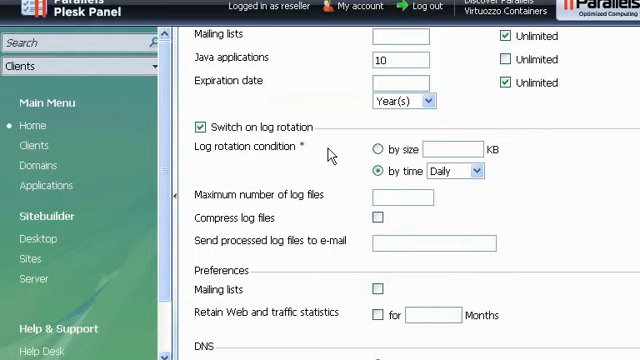 Parallels
Plesk Panel
Logged in as reseller
My account
Log out
Discover Parallels
Virtuozzo Containers
Parallels
Optimized Computing
Search
Clients
Main Menu
Home
Clients
Domains
Applications
Sitebuilder
Desktop
Sites
Server
Help & Support
Help Desk
Mailing lists
Unlimited
Java applications
10
Unlimited
Expiration date
Unlimited
Year(s)
Switch on log rotation
Log rotation condition *
by size
KB
by time
Daily
Maximum number of log files
Compress log files
Send processed log files to e-mail
Preferences
Mailing lists
Retain Web and traffic statistics
for
Months
DNS